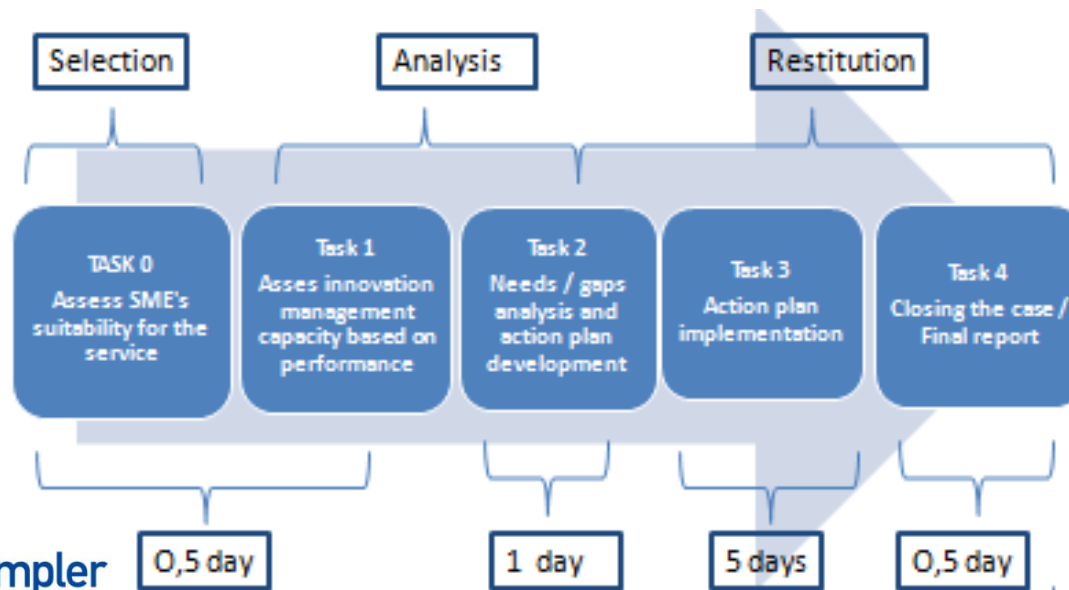 Selection
Analysis
Restitution
TASK 0
Assess SME's
suitability for the
service
Task 1
Asses innovation
management
capacity based on
performance
Task 2
Needs / gaps
analysis and
action plan
development
Task 3
Action plan
implementation
Task 4
Closing the case /
Final report
O,5 day
1 day
5 days
O,5 day
mpler